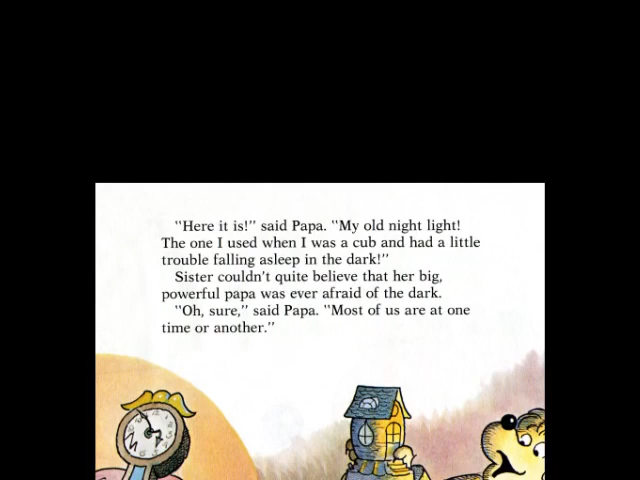 "Here it is!" said Papa. "My old night light!
The one I used when I was a cub and had a little
trouble falling asleep in the dark!"
Sister couldn't quite believe that her big,
powerful papa was ever afraid of the dark.
"Oh, sure," said Papa. "Most of us are at one
time or another."